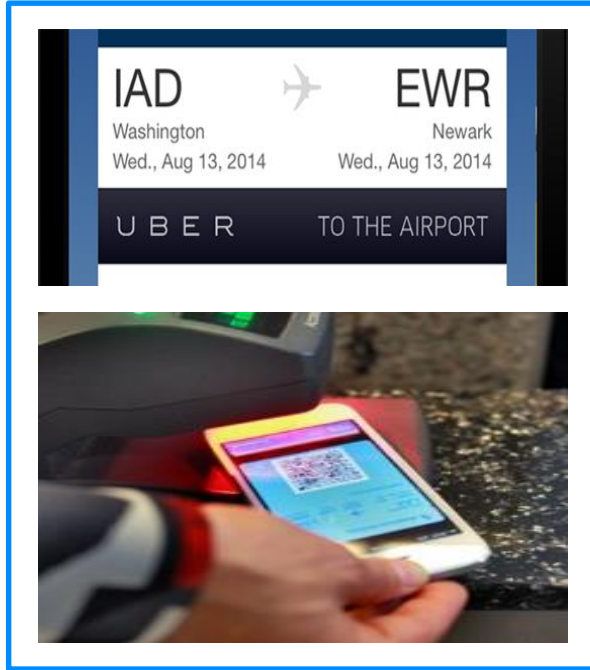 IAD EWR
Washington Newark
Wed., Aug 13, 2014 Wed., Aug 13, 2014
UBER TO THE AIRPORT